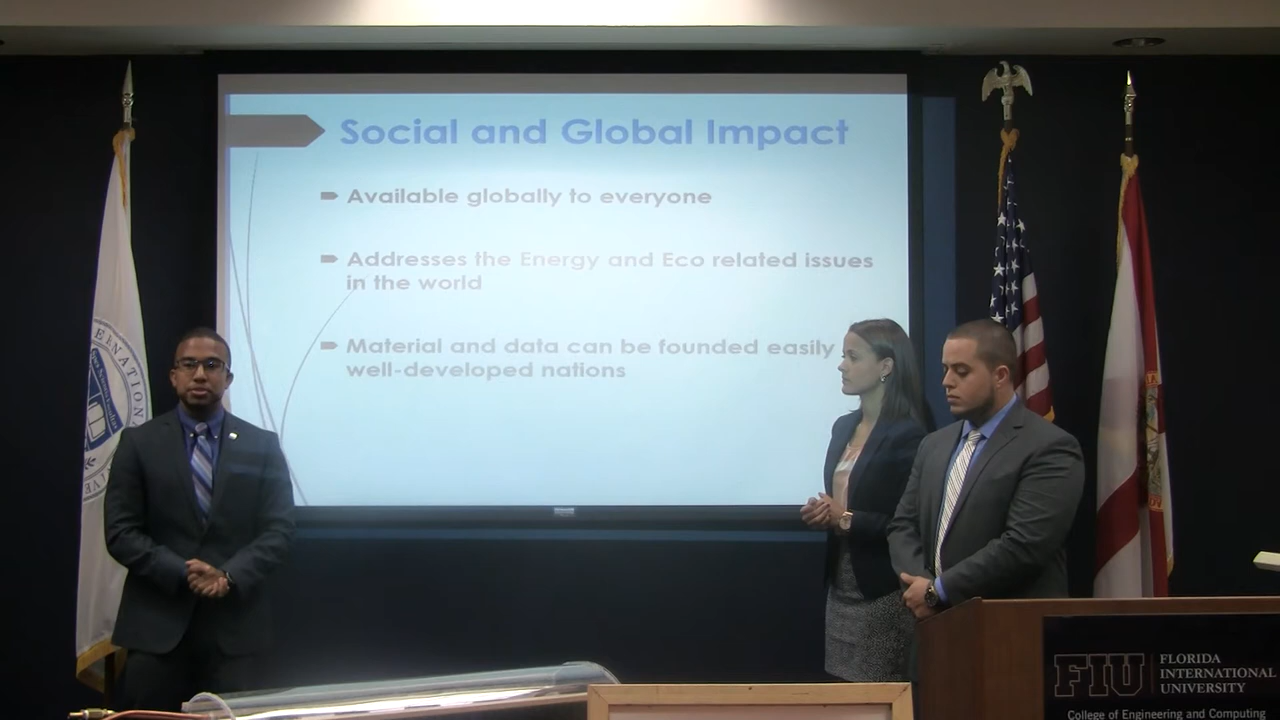 Social and Global Impact
Available globally to everyone
Addresses the Energy and Eco related issues
in the world
Material and data can be founded easily
well-developed nations
FIU
FLORIDA
INTERNATIONAL
UNIVERSITY
College of Engineering and Computing